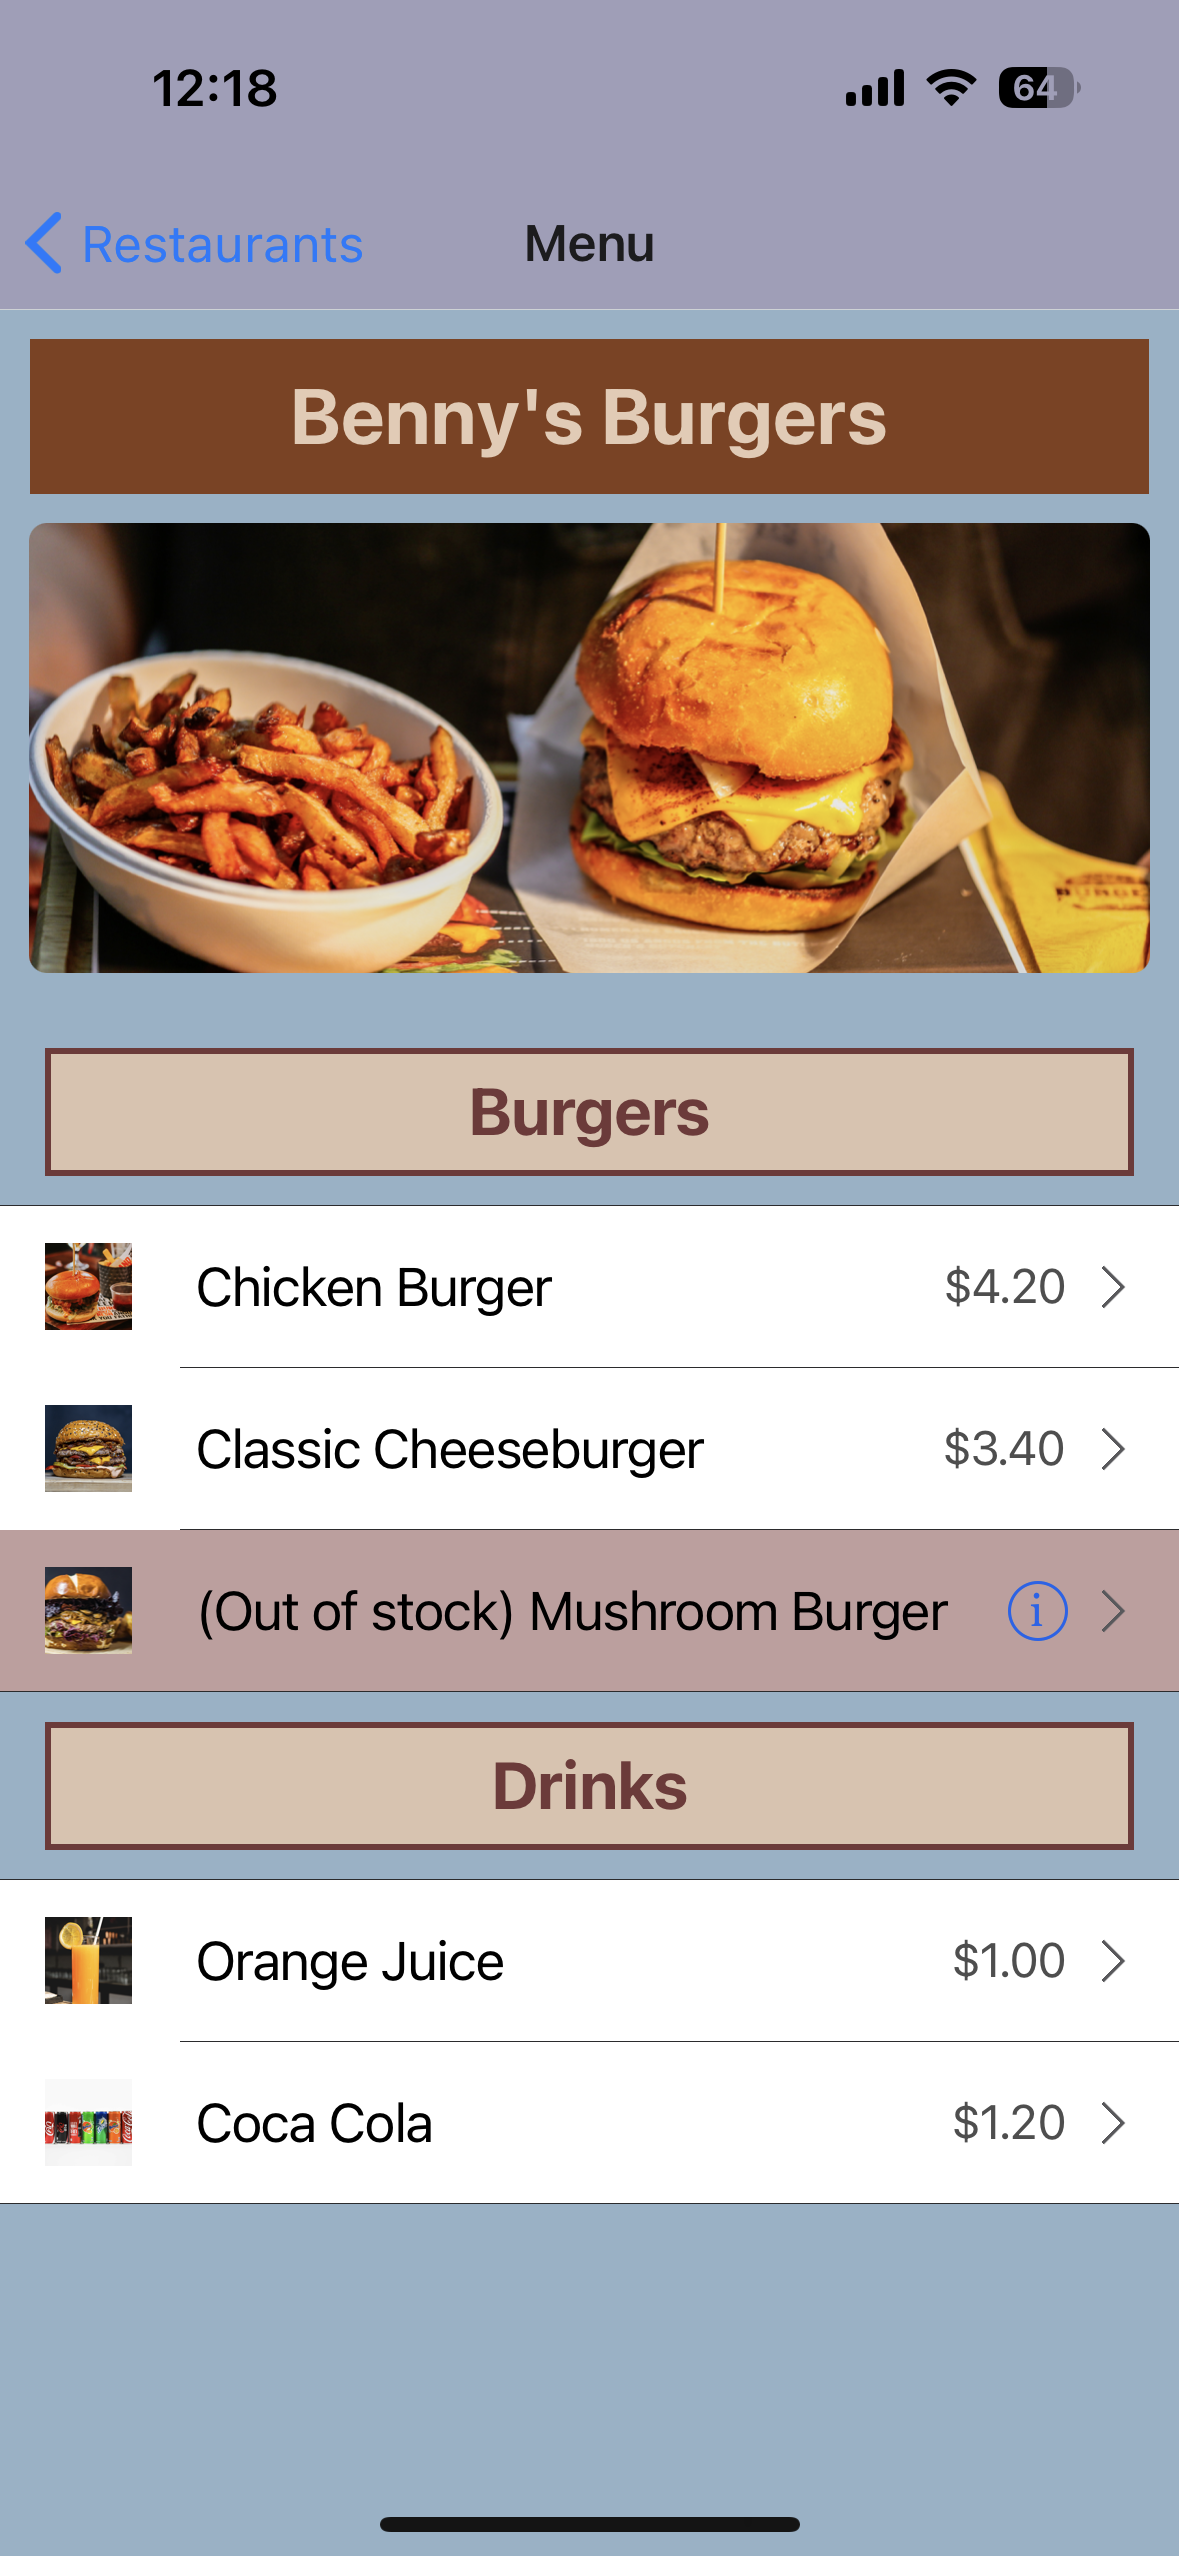 12:18
64
Restaurants
Menu
Benny's Burgers
Burgers
Chicken Burger $4.20
Classic Cheeseburger $3.40
(Out of stock) Mushroom Burger i
Drinks
Orange Juice $1.00
Coca Cola $1.20